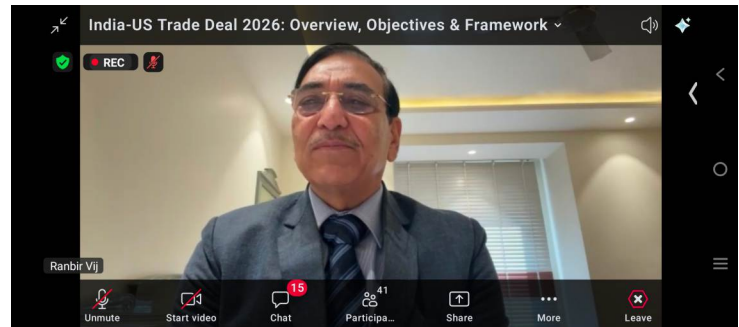 India-US Trade Deal 2026: Overview, Objectives & Framework
REC
Ranbir Vij
15
41
Unmute
Start video
Chat
Participa...
Share
More
Leave